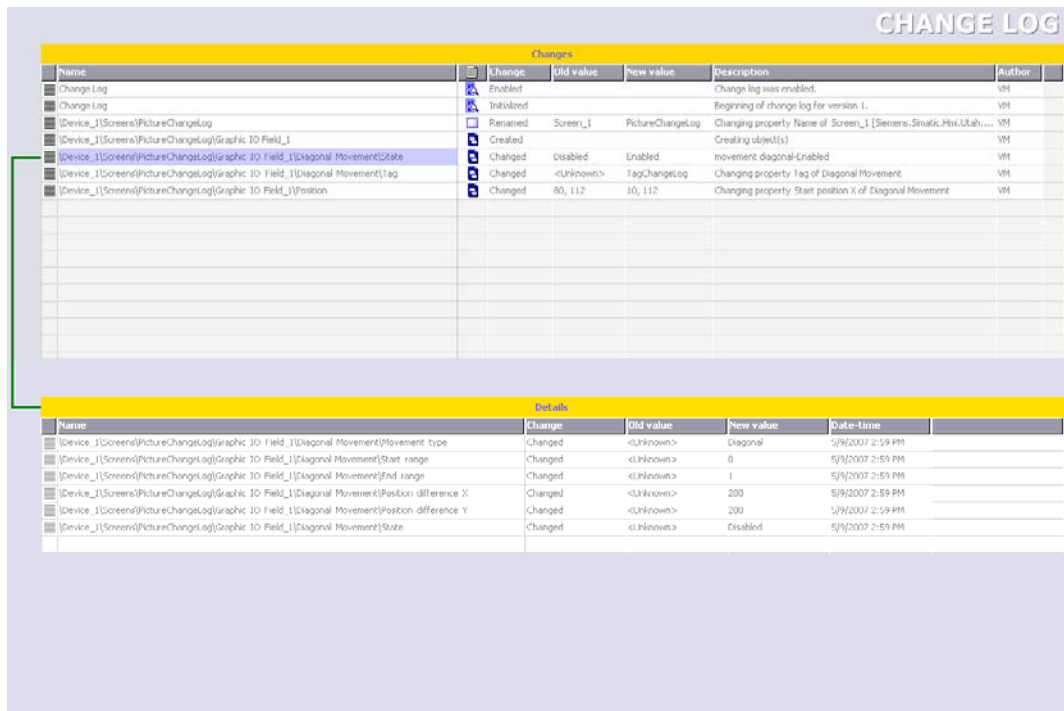 CHANGE LOG
Changes
Name Change Old value New value Description Author
Change Log Enabled Change log was enabled. VM
Change Log Initialized Beginning of change log for version 1. VM
\Device_1\Screens\PictureChangeLog Renamed Screen_1 PictureChangeLog Changing property Name of Screen_1 [Siemens.Simatic.Hmi.Utah.... VM
\Device_1\Screens\PictureChangeLog\Graphic IO Field_1 Created Creating object(s) VM
\Device_1\Screens\PictureChangeLog\Graphic IO Field_1\Diagonal Movement\State Changed Disabled Enabled movement diagonal-Enabled VM
\Device_1\Screens\PictureChangeLog\Graphic IO Field_1\Diagonal Movement\Tag Changed <Unknown> TagChangeLog Changing property Tag of Diagonal Movement VM
\Device_1\Screens\PictureChangeLog\Graphic IO Field_1\Position Changed 80, 112 10, 112 Changing property Start position X of Diagonal Movement VM
Details
Name Change Old value New value Date-time
\Device_1\Screens\PictureChangeLog\Graphic IO Field_1\Diagonal Movement\Movement type Changed <Unknown> Diagonal 5/9/2007 2:59 PM
\Device_1\Screens\PictureChangeLog\Graphic IO Field_1\Diagonal Movement\Start range Changed <Unknown> 0 5/9/2007 2:59 PM
\Device_1\Screens\PictureChangeLog\Graphic IO Field_1\Diagonal Movement\End range Changed <Unknown> 1 5/9/2007 2:59 PM
\Device_1\Screens\PictureChangeLog\Graphic IO Field_1\Diagonal Movement\Position difference X Changed <Unknown> 200 5/9/2007 2:59 PM
\Device_1\Screens\PictureChangeLog\Graphic IO Field_1\Diagonal Movement\Position difference Y Changed <Unknown> 200 5/9/2007 2:59 PM
\Device_1\Screens\PictureChangeLog\Graphic IO Field_1\Diagonal Movement\State Changed <Unknown> Disabled 5/9/2007 2:59 PM